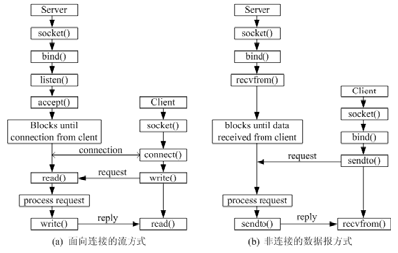 Server
socket()
bind()
listen()
accept()
Blocks until
connection from client
read()
process request
write()
Client
socket()
connect()
write()
read()
connection
request
reply
(a) 面向连接的流方式
Server
socket()
bind()
recvfrom()
blocks until data
received from client
process request
sendto()
Client
socket()
bind()
sendto()
recvfrom()
request
reply
(b) 非连接的数据报方式